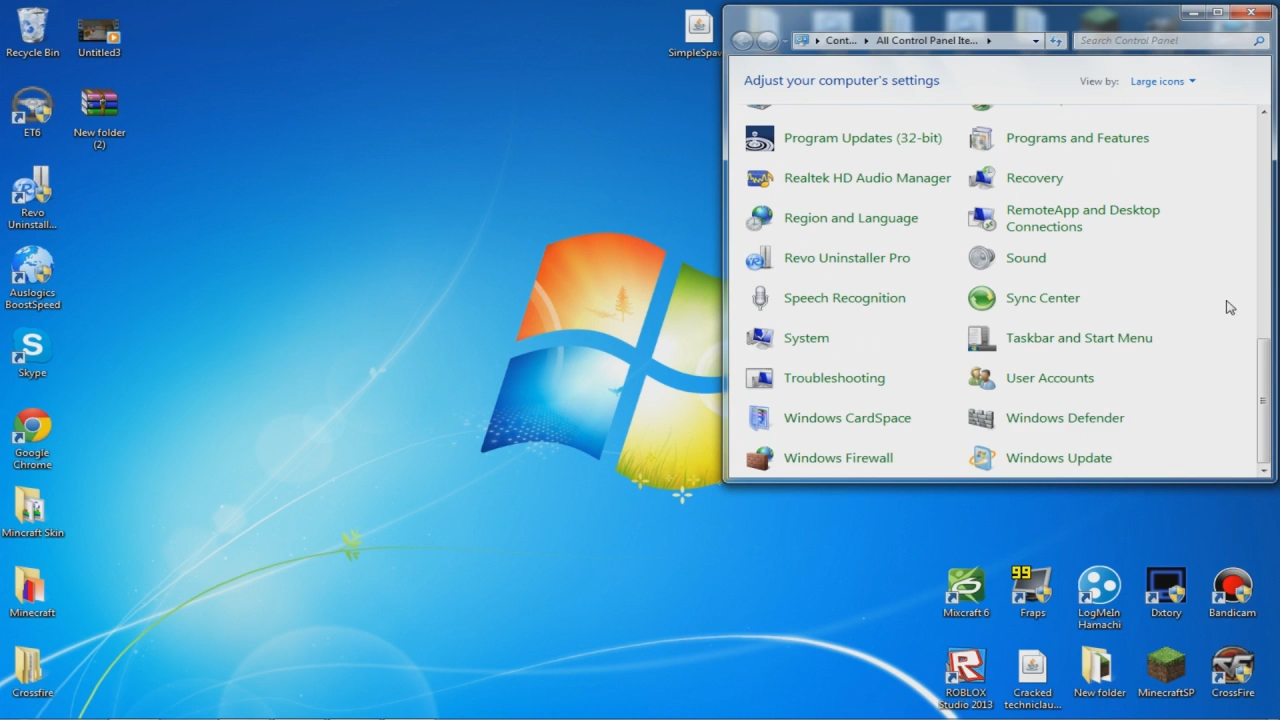 Recycle Bin
Untitled3
ET6
New folder
(2)
Revo
Uninstall...
Auslogics
BoostSpeed
Skype
Google
Chrome
Mincraft Skin
Minecraft
Crossfire
SimpleSpaw
Cont...
All Control Panel Ite...
Search Control Panel
Adjust your computer's settings
View by:
Large icons
Program Updates (32-bit)
Programs and Features
Realtek HD Audio Manager
Recovery
Region and Language
RemoteApp and Desktop
Connections
Revo Uninstaller Pro
Sound
Speech Recognition
Sync Center
System
Taskbar and Start Menu
Troubleshooting
User Accounts
Windows CardSpace
Windows Defender
Windows Firewall
Windows Update
99
Mixcraft 6
Fraps
LogMeIn
Hamachi
Dxtory
Bandicam
ROBLOX
Studio 2013
Cracked
techniclau...
New folder
MinecraftSP
CrossFire